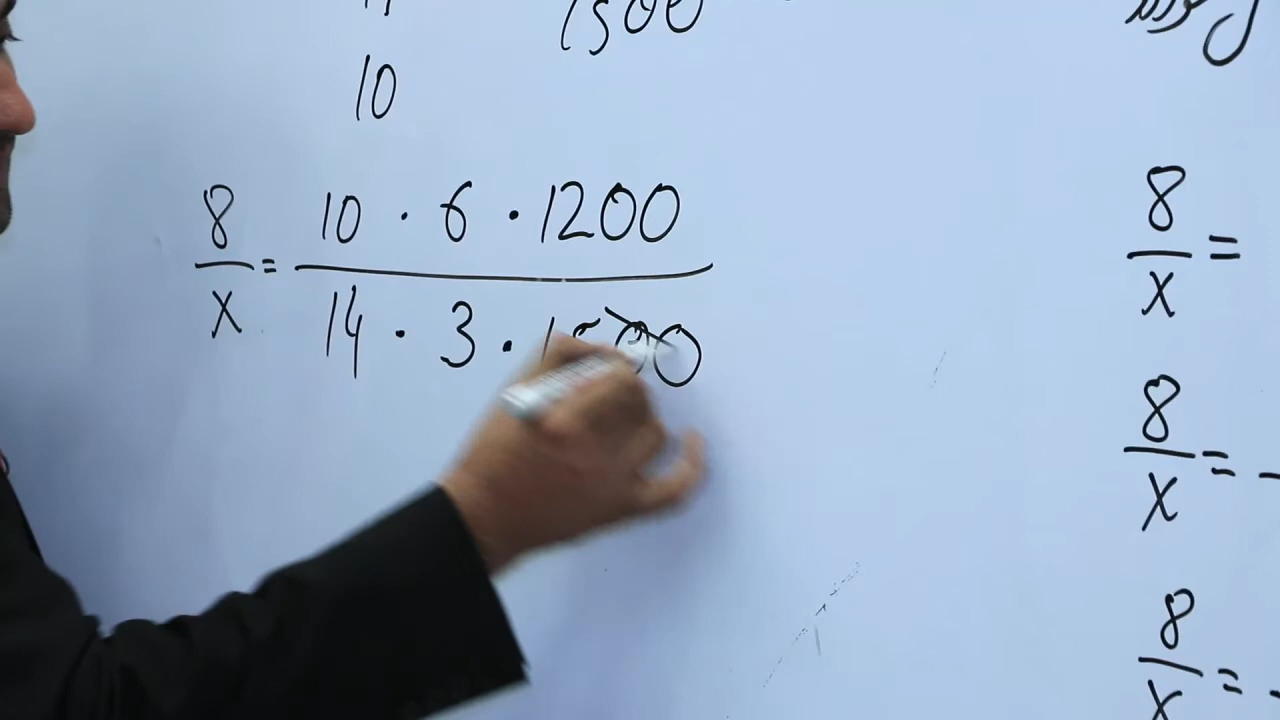 1500
10
8/x = 10 · 6 · 1200 / 14 · 3 · 1500
8/x =
8/x =
8/x =